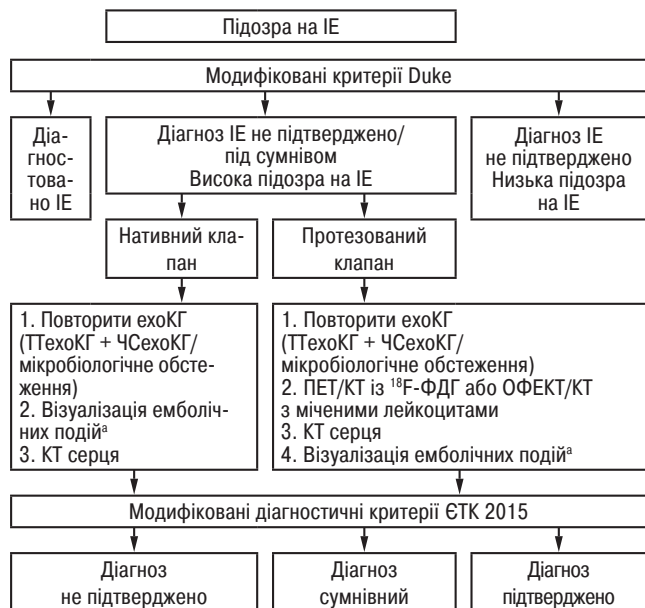 Підозра на ІЕ
Модифіковані критерії Duke
Діа-
гнос-
това-
но ІЕ
Діагноз ІЕ не підтверджено/
під сумнівом
Висока підозра на ІЕ
Діагноз ІЕ
не підтверджено
Низька підозра
на ІЕ
Нативний кла-
пан
Протезований
клапан
1. Повторити ехоКГ
(ТТехоКГ + ЧСехоКГ/
мікробіологічне обсте-
ження)
2. Візуалізація емболіч-
них подійᵃ
3. КТ серця
1. Повторити ехоКГ
(ТТехоКГ + ЧСехоКГ/
мікробіологічне обстеження)
2. ПЕТ/КТ із ¹⁸F-ФДГ або ОФЕКТ/КТ
з міченими лейкоцитами
3. КТ серця
4. Візуалізація емболічних подійᵃ
Модифіковані діагностичні критерії ЄТК 2015
Діагноз
не підтверджено
Діагноз
сумнівний
Діагноз
підтверджено